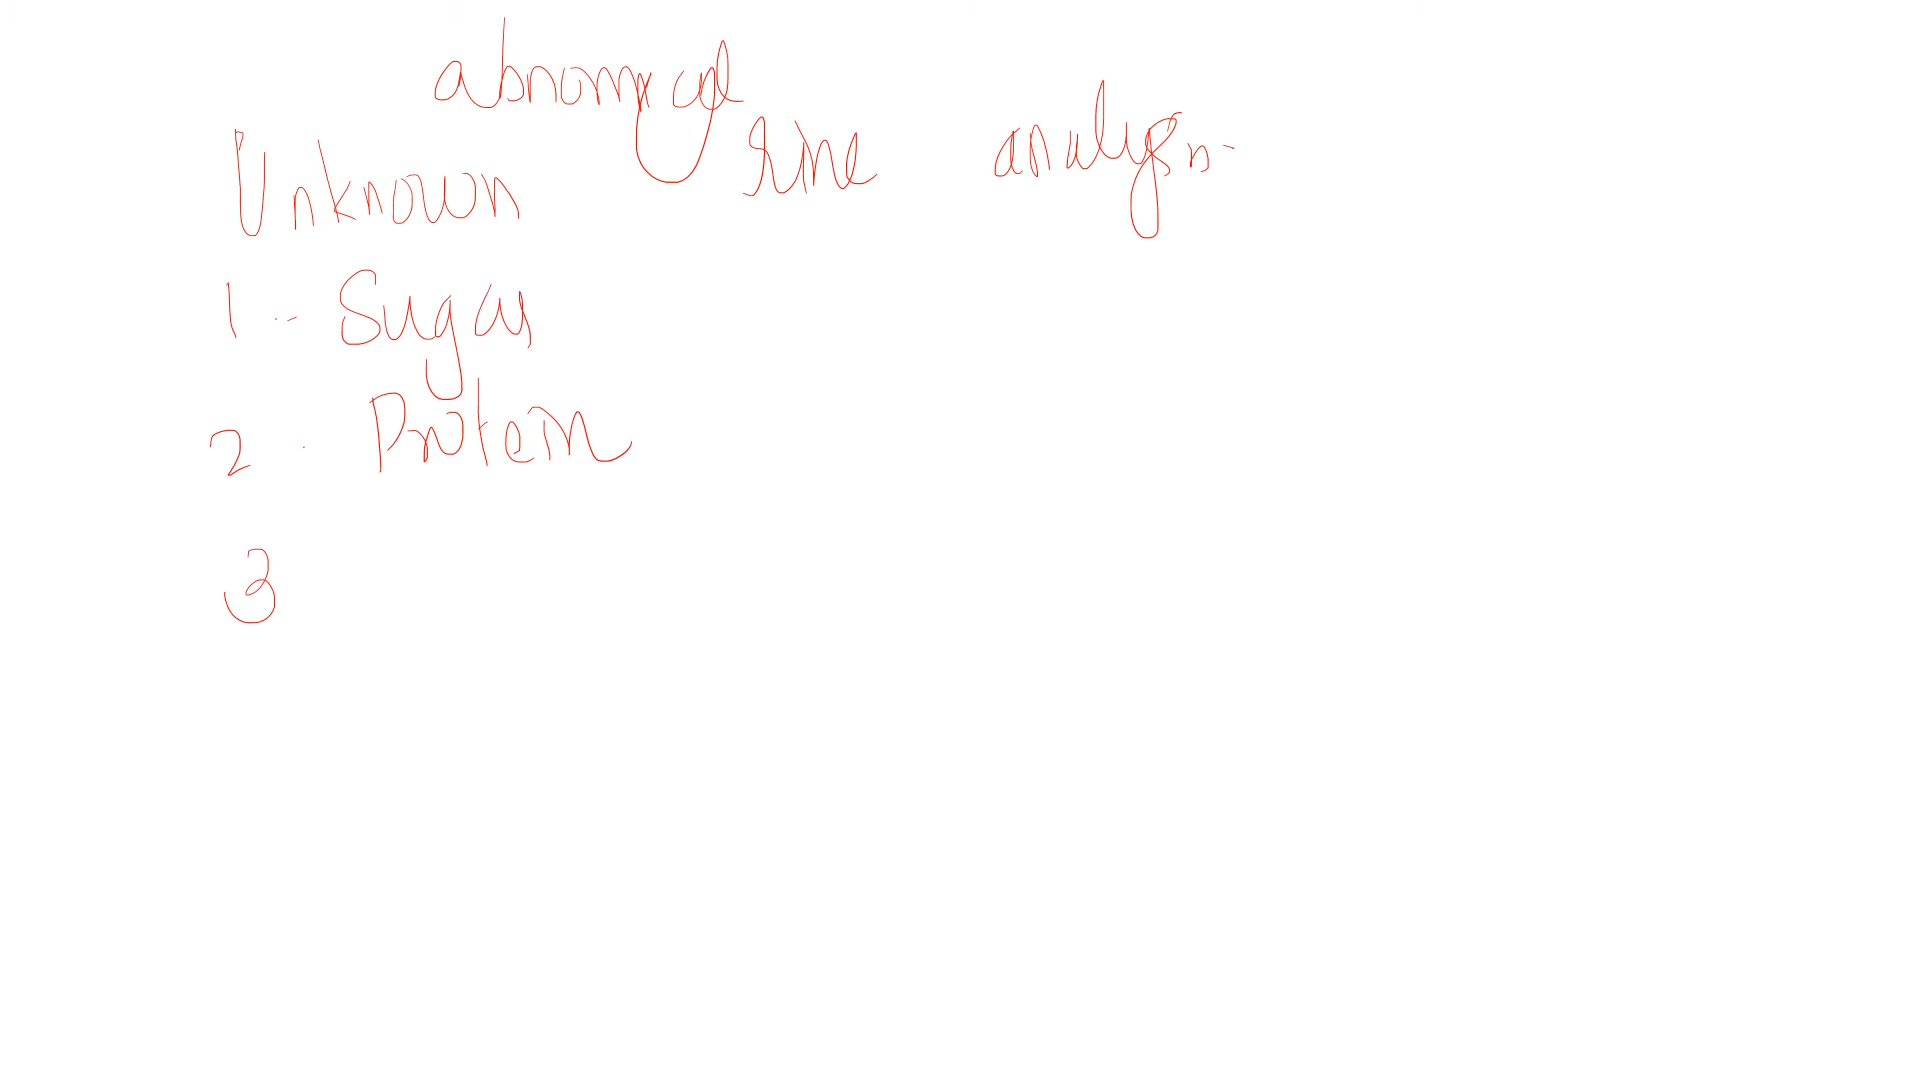 abnormal Urine analysis
Unknown
1 - Sugar
2. Protein
3